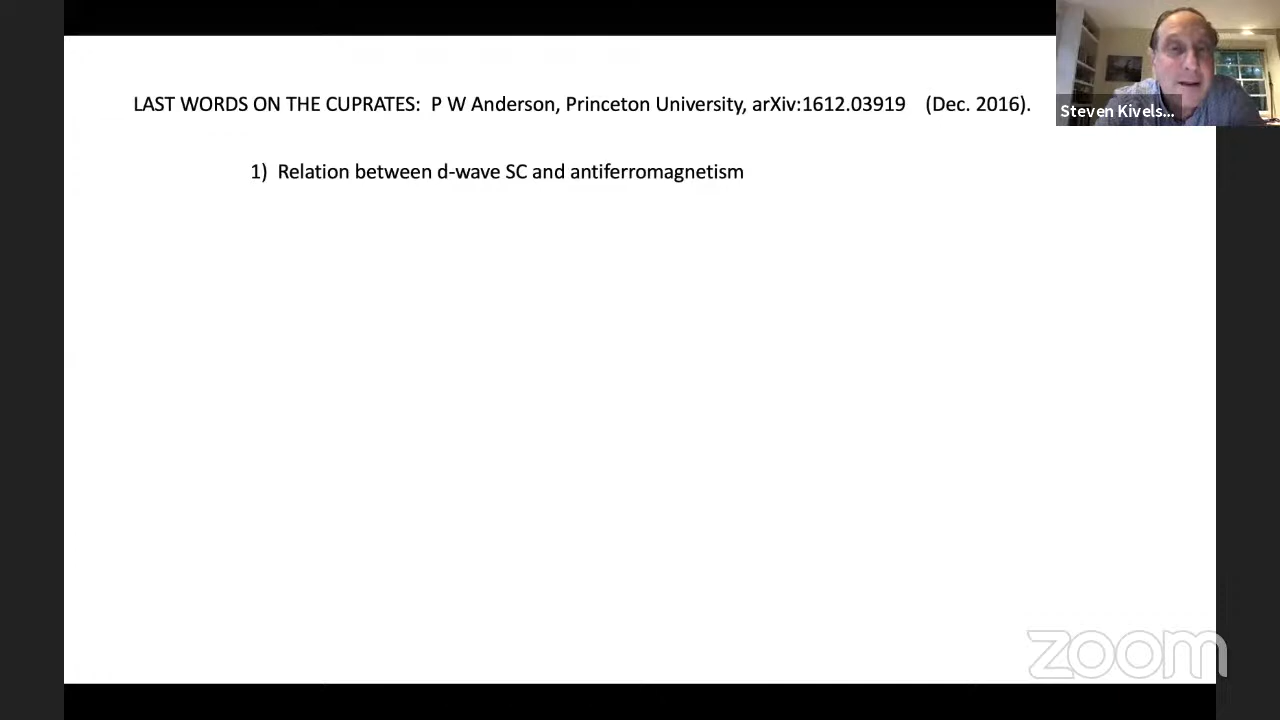 LAST WORDS ON THE CUPRATES: P W Anderson, Princeton University, arXiv:1612.03919 (Dec. 2016).
Steven Kivels...
1) Relation between d-wave SC and antiferromagnetism
zoom